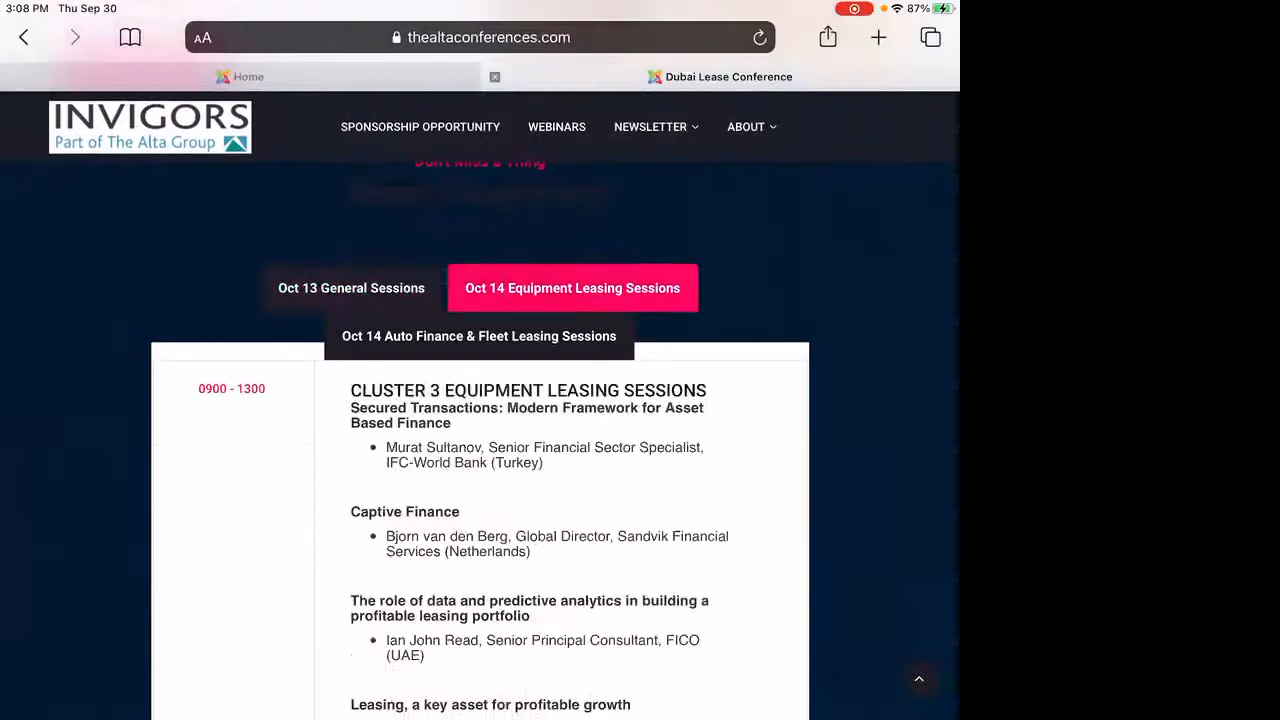 3:08 PM Thu Sep 30
87%
AA
thealtaconferences.com
Home
Dubai Lease Conference
INVIGORS
Part of The Alta Group
SPONSORSHIP OPPORTUNITY
WEBINARS
NEWSLETTER
ABOUT
Don't Miss a Thing
Oct 13 General Sessions
Oct 14 Equipment Leasing Sessions
Oct 14 Auto Finance & Fleet Leasing Sessions
0900 - 1300
CLUSTER 3 EQUIPMENT LEASING SESSIONS
Secured Transactions: Modern Framework for Asset
Based Finance
Murat Sultanov, Senior Financial Sector Specialist,
IFC-World Bank (Turkey)
Captive Finance
Bjorn van den Berg, Global Director, Sandvik Financial
Services (Netherlands)
The role of data and predictive analytics in building a
profitable leasing portfolio
Ian John Read, Senior Principal Consultant, FICO
(UAE)
Leasing, a key asset for profitable growth